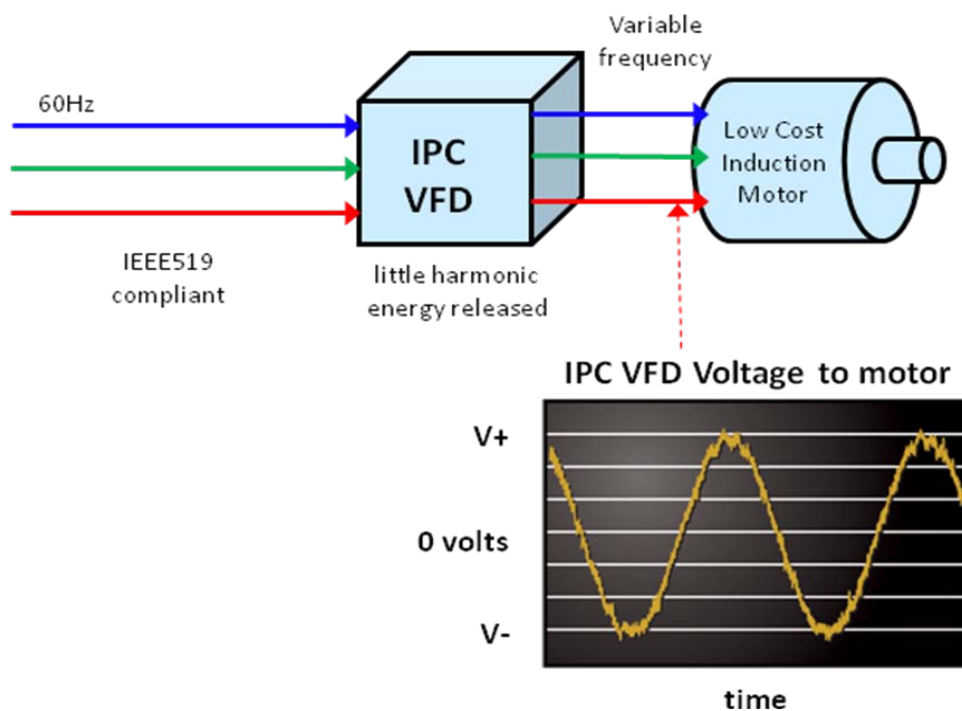 Variable
frequency
60Hz
IPC
VFD
Low Cost
Induction
Motor
IEEE519
compliant
little harmonic
energy released
IPC VFD Voltage to motor
V+
0 volts
V-
time